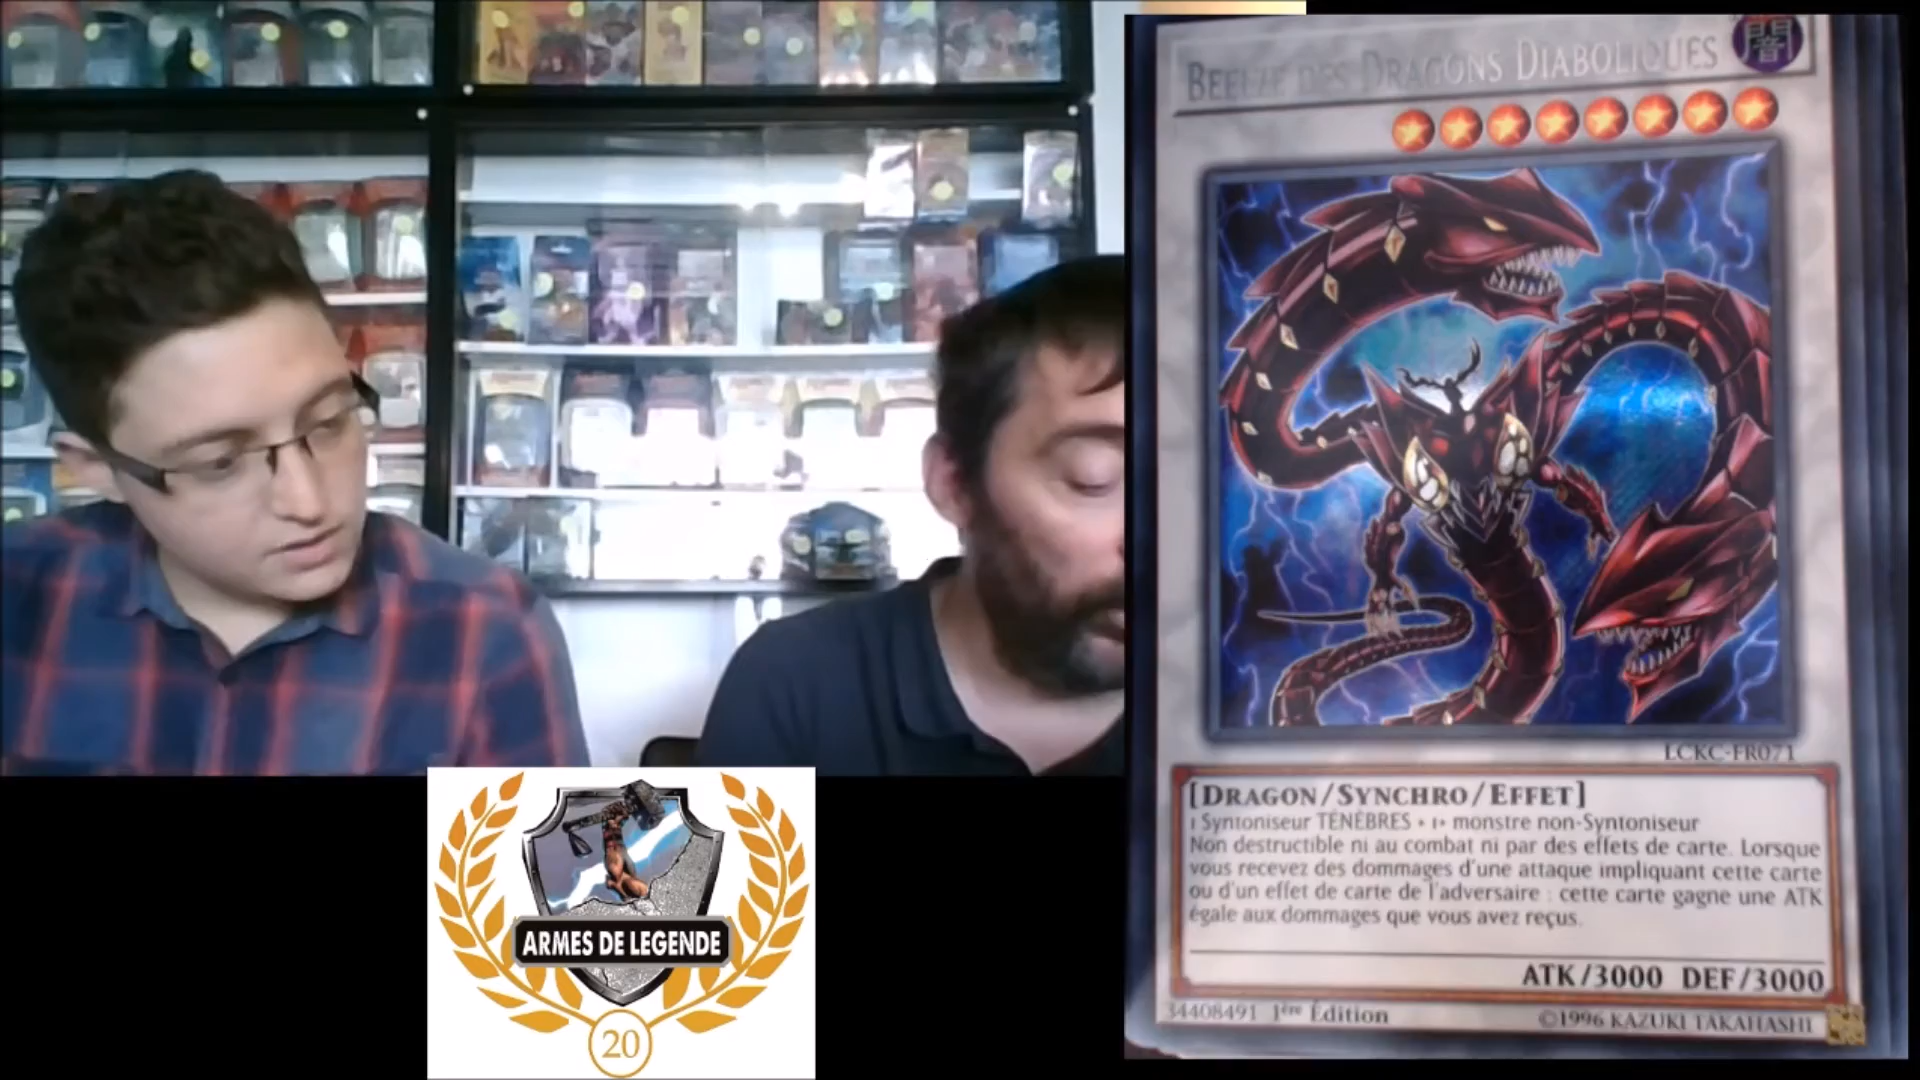 BEELZE DES DRAGONS DIABOLIQUES
闇
LCKC-FR071
[DRAGON/SYNCHRO/EFFET]
1 Syntoniseur TÉNÈBRES + 1+ monstre non-Syntoniseur
Non destructible ni au combat ni par des effets de carte. Lorsque
vous recevez des dommages d'une attaque impliquant cette carte
ou d'un effet de carte de l'adversaire : cette carte gagne une ATK
égale aux dommages que vous avez reçus.
ATK/3000 DEF/3000
34408491 1ère Édition
©1996 KAZUKI TAKAHASHI
ARMES DE LEGENDE
20